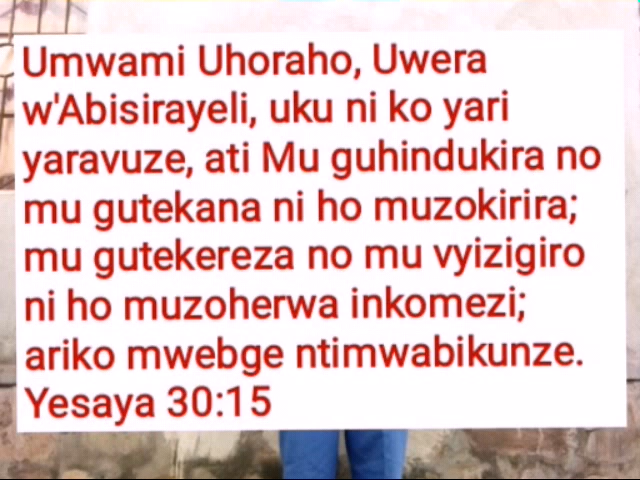 Umwami Uhoraho, Uwera
w'Abisirayeli, uku ni ko yari
yaravuze, ati Mu guhindukira no
mu gutekana ni ho muzokirira;
mu gutekereza no mu vyizigiro
ni ho muzoherwa inkomezi;
ariko mwebge ntimwabikunze.
Yesaya 30:15